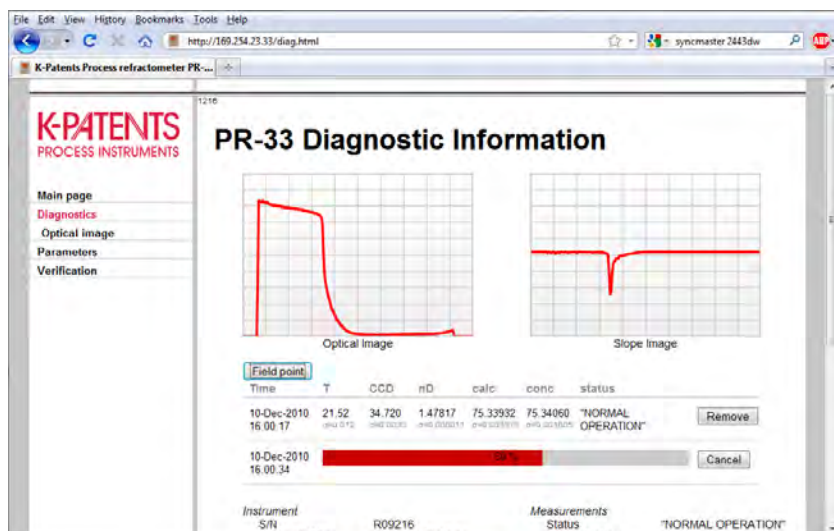 File Edit View History Bookmarks Tools Help
http://169.254.23.33/diag.html
syncmaster 2443dw
ABP
K-Patents Process refractometer PR-...
1216
K-PATENTS
PROCESS INSTRUMENTS
PR-33 Diagnostic Information
Main page
Diagnostics
Optical image
Parameters
Verification
Optical Image
Slope Image
Field point
Time T CCD nD calc conc status
10-Dec-2010 21.52 34.720 1.47817 75.33932 75.34060 "NORMAL
16:00:17 OPERATION" Remove
10-Dec-2010
16:00:34 Cancel
Instrument Measurements
S/N R09216 Status "NORMAL OPERATION"